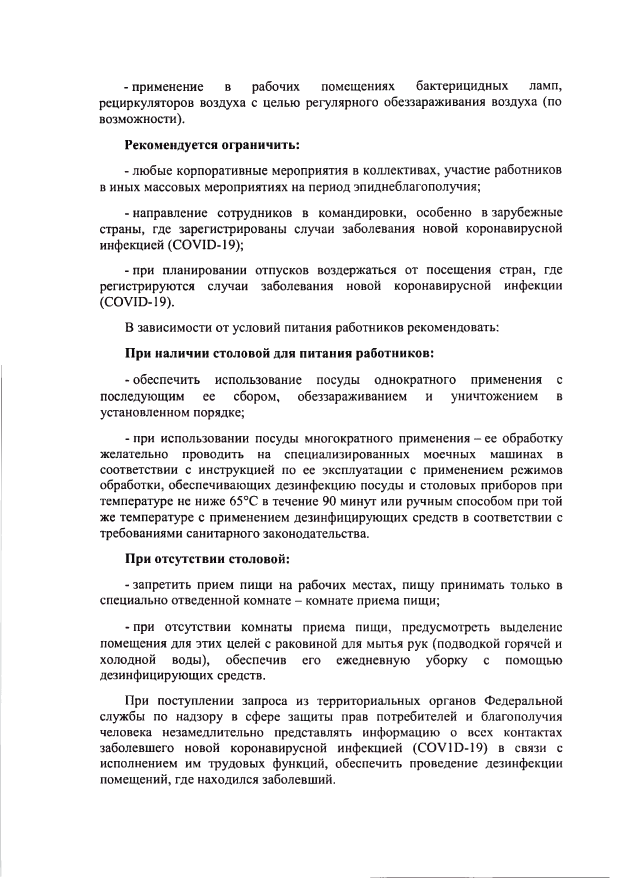 - применение в рабочих помещениях бактерицидных ламп,
рециркуляторов воздуха с целью регулярного обеззараживания воздуха (по
возможности).
Рекомендуется ограничить:
- любые корпоративные мероприятия в коллективах, участие работников
в иных массовых мероприятиях на период эпиднеблагополучия;
- направление сотрудников в командировки, особенно в зарубежные
страны, где зарегистрированы случаи заболевания новой коронавирусной
инфекцией (COVID-19);
- при планировании отпусков воздержаться от посещения стран, где
регистрируются случаи заболевания новой коронавирусной инфекции
(COVID-19).
В зависимости от условий питания работников рекомендовать:
При наличии столовой для питания работников:
- обеспечить использование посуды однократного применения с
последующим ее сбором, обеззараживанием и уничтожением в
установленном порядке;
- при использовании посуды многократного применения – ее обработку
желательно проводить на специализированных моечных машинах в
соответствии с инструкцией по ее эксплуатации с применением режимов
обработки, обеспечивающих дезинфекцию посуды и столовых приборов при
температуре не ниже 65°С в течение 90 минут или ручным способом при той
же температуре с применением дезинфицирующих средств в соответствии с
требованиями санитарного законодательства.
При отсутствии столовой:
- запретить прием пищи на рабочих местах, пищу принимать только в
специально отведенной комнате – комнате приема пищи;
- при отсутствии комнаты приема пищи, предусмотреть выделение
помещения для этих целей с раковиной для мытья рук (подводкой горячей и
холодной воды), обеспечив его ежедневную уборку с помощью
дезинфицирующих средств.
При поступлении запроса из территориальных органов Федеральной
службы по надзору в сфере защиты прав потребителей и благополучия
человека незамедлительно представлять информацию о всех контактах
заболевшего новой коронавирусной инфекцией (COV1D-19) в связи с
исполнением им трудовых функций, обеспечить проведение дезинфекции
помещений, где находился заболевший.